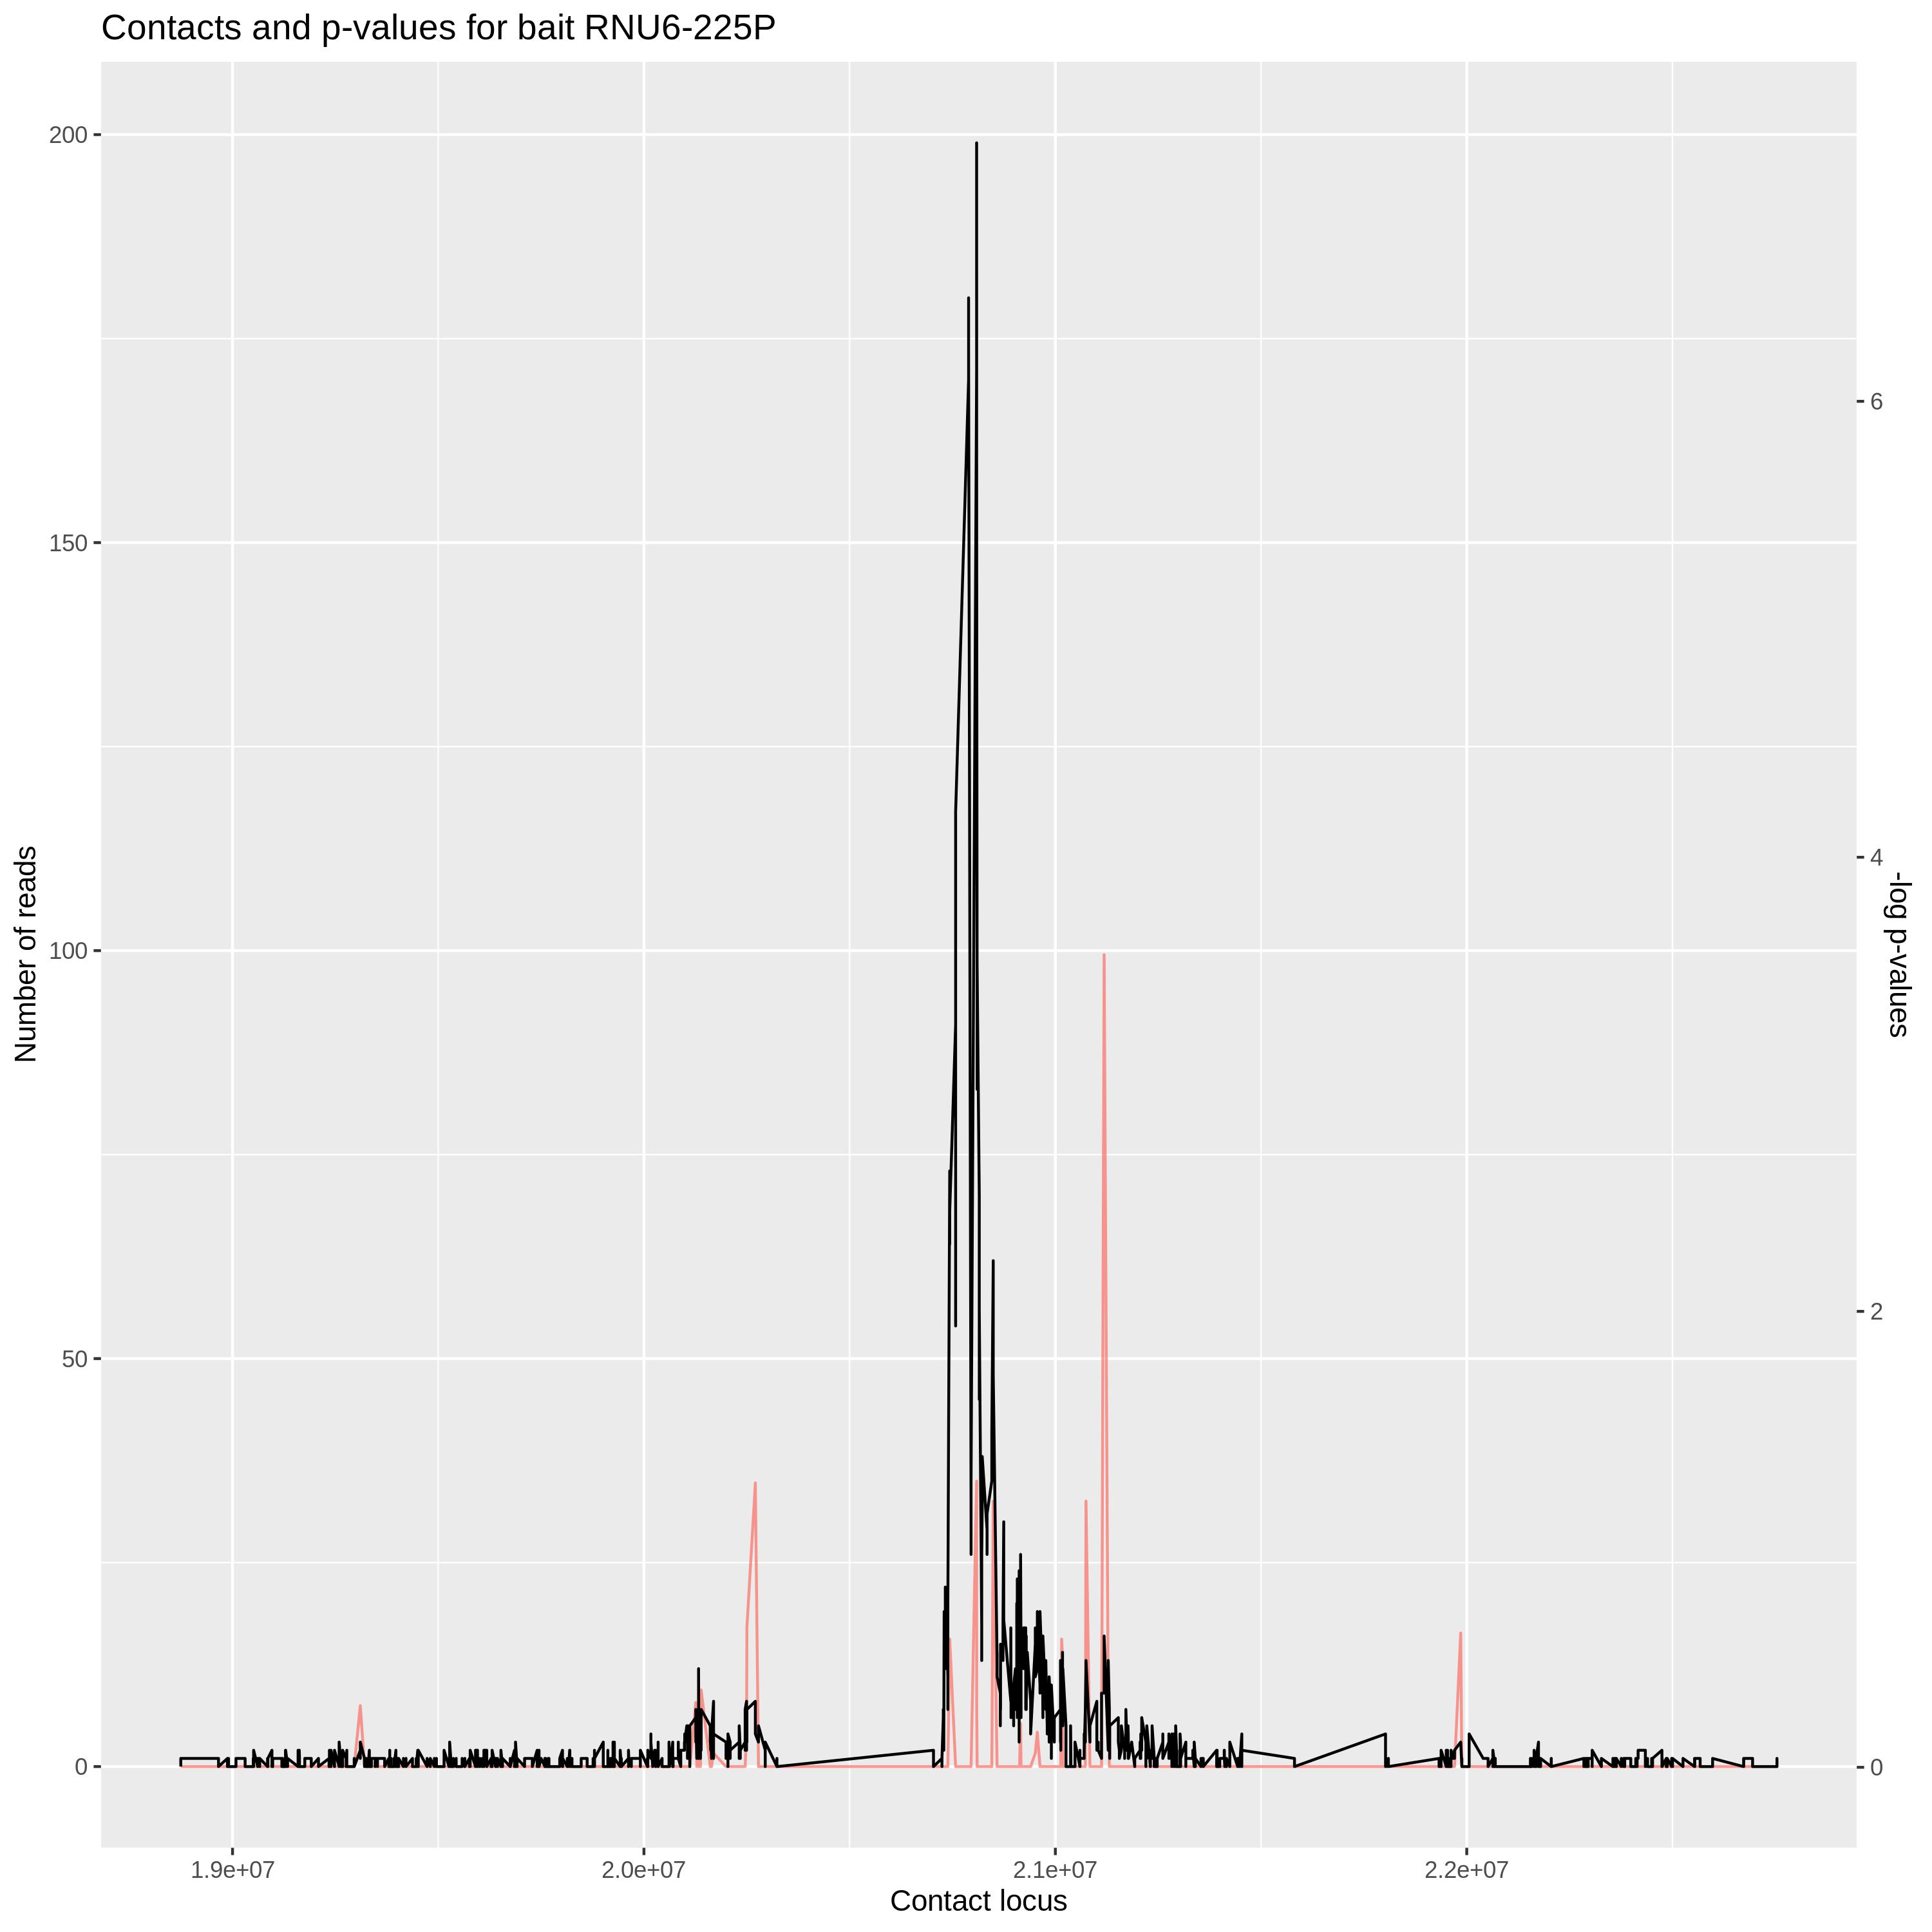 Contacts and p-values for bait RNU6-225P
200
150
100
50
0
Number of reads
6
4
2
0
-log p-values
1.9e+07
2.0e+07
2.1e+07
2.2e+07
Contact locus